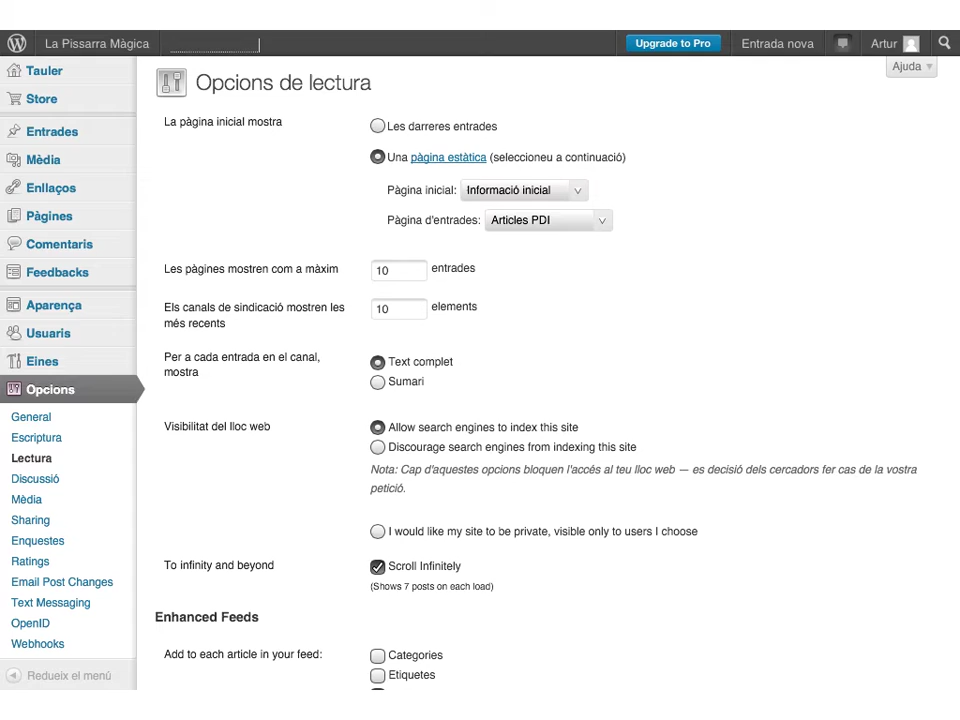 La Pissarra Màgica
Upgrade to Pro
Entrada nova
Artur
Ajuda
Tauler
Store
Entrades
Mèdia
Enllaços
Pàgines
Comentaris
Feedbacks
Aparença
Usuaris
Eines
Opcions
General
Escriptura
Lectura
Discussió
Mèdia
Sharing
Enquestes
Ratings
Email Post Changes
Text Messaging
OpenID
Webhooks
Redueix el menú
Opcions de lectura
La pàgina inicial mostra
Les darreres entrades
Una pàgina estàtica (seleccioneu a continuació)
Pàgina inicial: Informació inicial
Pàgina d'entrades: Articles PDI
Les pàgines mostren com a màxim
10 entrades
Els canals de sindicació mostren les
més recents
10 elements
Per a cada entrada en el canal,
mostra
Text complet
Sumari
Visibilitat del lloc web
Allow search engines to index this site
Discourage search engines from indexing this site
Nota: Cap d'aquestes opcions bloquen l'accés al teu lloc web — es decisió dels cercadors fer cas de la vostra
petició.
I would like my site to be private, visible only to users I choose
To infinity and beyond
Scroll Infinitely
(Shows 7 posts on each load)
Enhanced Feeds
Add to each article in your feed:
Categories
Etiquetes